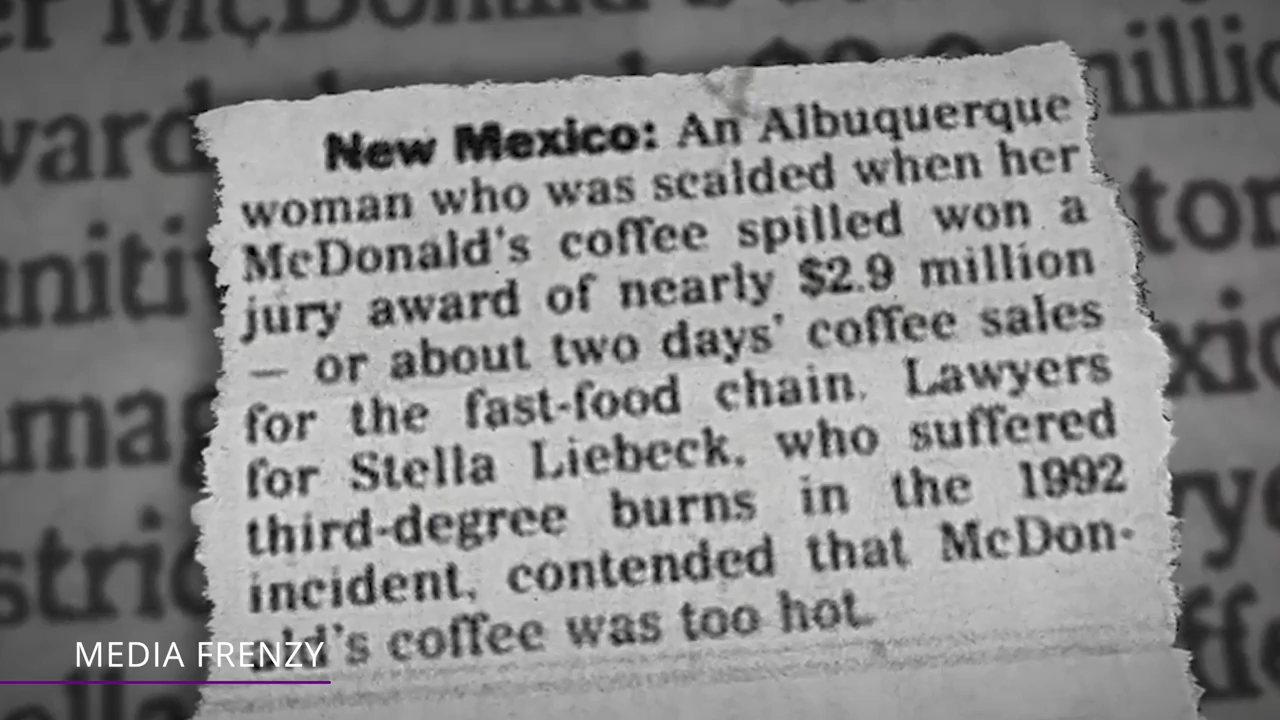 New Mexico: An Albuquerque
woman who was scalded when her
McDonald's coffee spilled won a
jury award of nearly $2.9 million
— or about two days' coffee sales
for the fast-food chain. Lawyers
for Stella Liebeck, who suffered
third-degree burns in the 1992
incident, contended that McDon-
ald's coffee was too hot.
MEDIA FRENZY